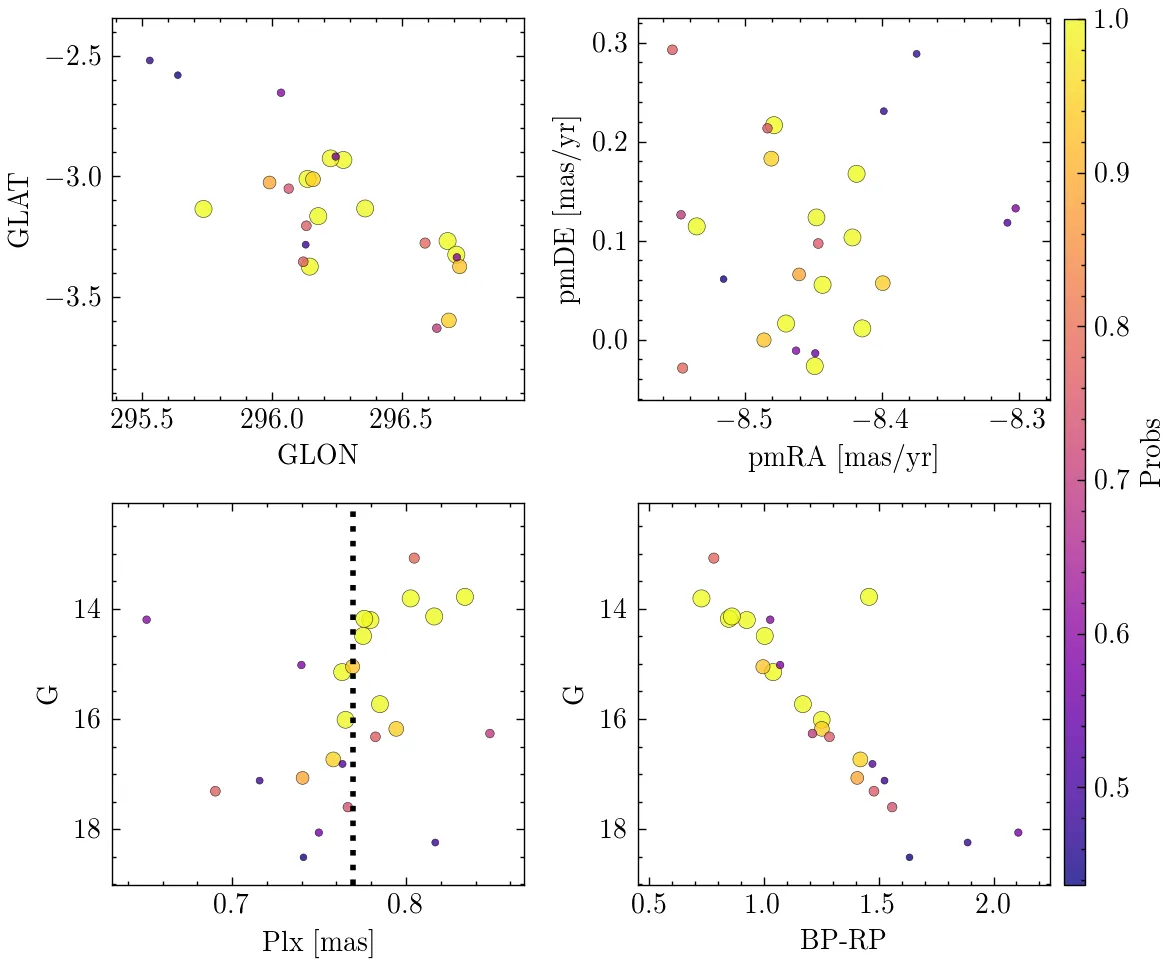 −2.5
−3.0
−3.5
GLAT
295.5 296.0 296.5
GLON
0.3
0.2
0.1
0.0
pmDE [mas/yr]
−8.5 −8.4 −8.3
pmRA [mas/yr]
14
16
18
G
0.7 0.8
Plx [mas]
14
16
18
G
0.5 1.0 1.5 2.0
BP-RP
1.0
0.9
0.8
0.7
0.6
0.5
Probs